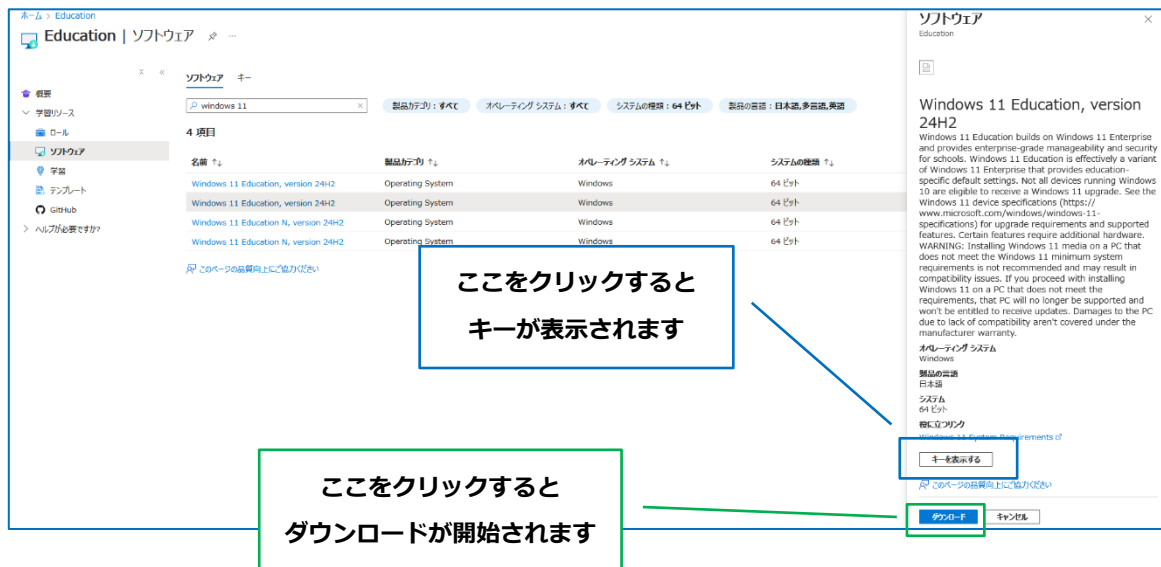 ホーム > Education
Education | ソフトウェア
概要
学習リソース
ロール
ソフトウェア
学習
テンプレート
GitHub
ヘルプが必要ですか?
ソフトウェア キー
windows 11
製品カテゴリ : すべて オペレーティング システム : すべて システムの種類 : 64 ビット 製品の言語 : 日本語,多言語,英語
4 項目
名前 ↑↓ 製品カテゴリ ↑↓ オペレーティング システム ↑↓ システムの種類 ↑↓
Windows 11 Education, version 24H2 Operating System Windows 64 ビット
Windows 11 Education, version 24H2 Operating System Windows 64 ビット
Windows 11 Education N, version 24H2 Operating System Windows 64 ビット
Windows 11 Education N, version 24H2 Operating System Windows 64 ビット
このページの品質向上にご協力ください
ここをクリックすると
キーが表示されます
ここをクリックすると
ダウンロードが開始されます
ソフトウェア
Education
Windows 11 Education, version
24H2
Windows 11 Education builds on Windows 11 Enterprise
and provides enterprise-grade manageability and security
for schools. Windows 11 Education is effectively a variant
of Windows 11 Enterprise that provides education-
specific default settings. Not all devices running Windows
10 are eligible to receive a Windows 11 upgrade. See the
Windows 11 device specifications (https://
www.microsoft.com/windows/windows-11-
specifications) for upgrade requirements and supported
features. Certain features require additional hardware.
WARNING: Installing Windows 11 media on a PC that
does not meet the Windows 11 minimum system
requirements is not recommended and may result in
compatibility issues. If you proceed with installing
Windows 11 on a PC that does not meet the
requirements, that PC will no longer be supported and
won't be entitled to receive updates. Damages to the PC
due to lack of compatibility aren't covered under the
manufacturer warranty.
オペレーティング システム
Windows
製品の言語
日本語
システム
64 ビット
役に立つリンク
Windows 11 System Requirements
キーを表示する
このページの品質向上にご協力ください
ダウンロード キャンセル